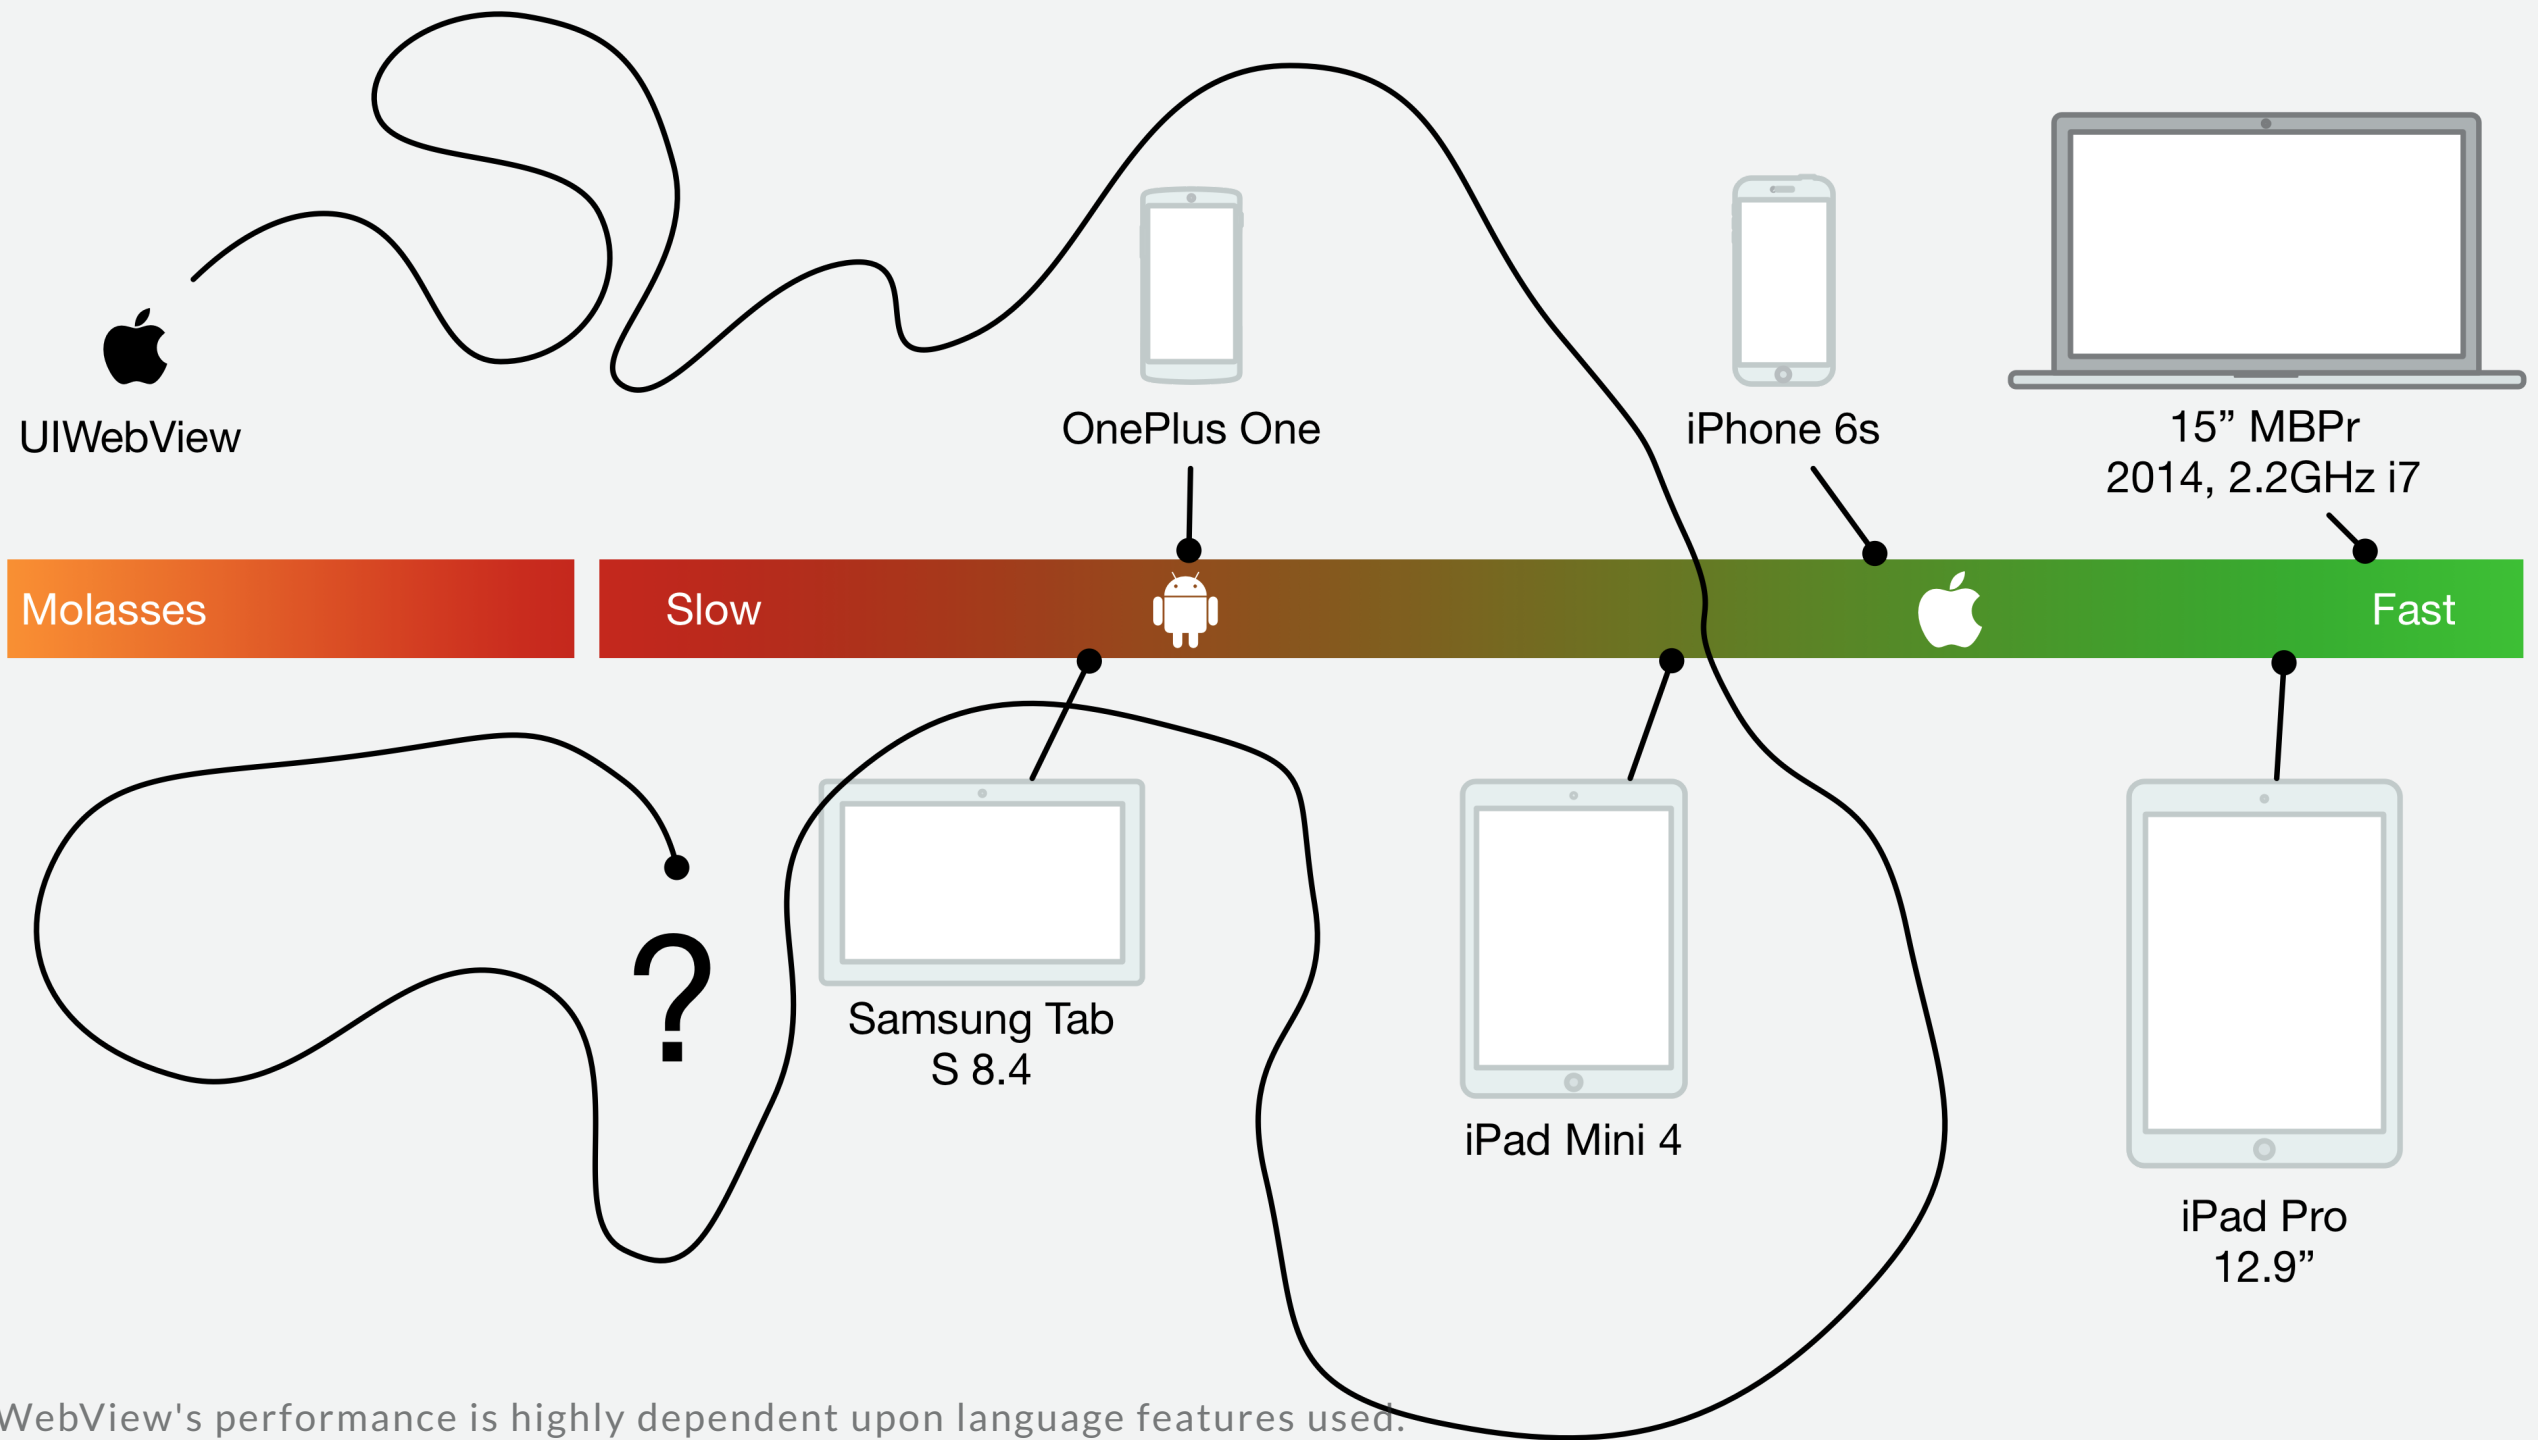 UIWebView
OnePlus One
iPhone 6s
15” MBPr
2014, 2.2GHz i7
Molasses
Slow
Fast
?
Samsung Tab
S 8.4
iPad Mini 4
iPad Pro
12.9”
WebView's performance is highly dependent upon language features used.